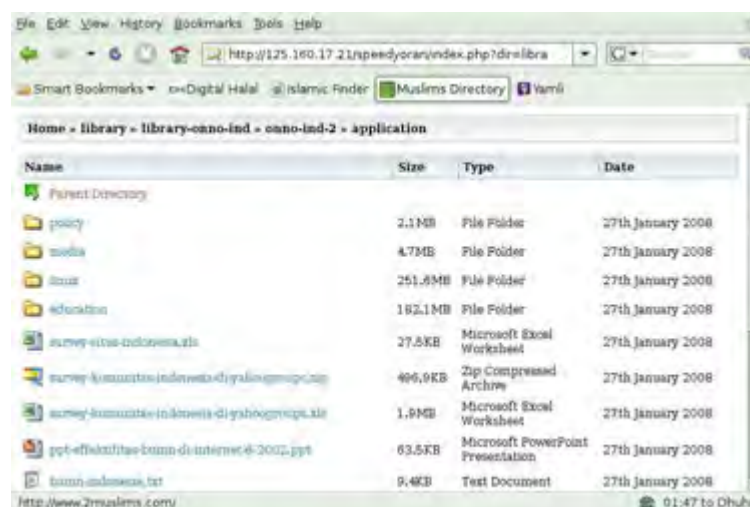 File Edit View History Bookmarks Tools Help
http://125.160.17.21/speedyorari/index.php?dir=libra
Smart Bookmarks Digital Halal Islamic Finder Muslims Directory Yamli
Home » library » library-onno-ind » onno-ind-2 » application
Name Size Type Date
Parent Directory
policy 2.1MB File Folder 27th January 2008
media 4.7MB File Folder 27th January 2008
linux 251.6MB File Folder 27th January 2008
education 182.1MB File Folder 27th January 2008
survey-situs-indonesia.xls 27.5KB Microsoft Excel Worksheet 27th January 2008
survey-komunitas-indonesia-di-yahoogroups.zip 496.9KB Zip Compressed Archive 27th January 2008
survey-komunitas-indonesia-di-yahoogroups.xls 1.9MB Microsoft Excel Worksheet 27th January 2008
ppt-effektifitas-bumn-di-internet-6-2002.ppt 63.5KB Microsoft PowerPoint Presentation 27th January 2008
bumn-indonesia.txt 9.4KB Text Document 27th January 2008
http://www.2muslims.com/ 01:47 to Dhuh